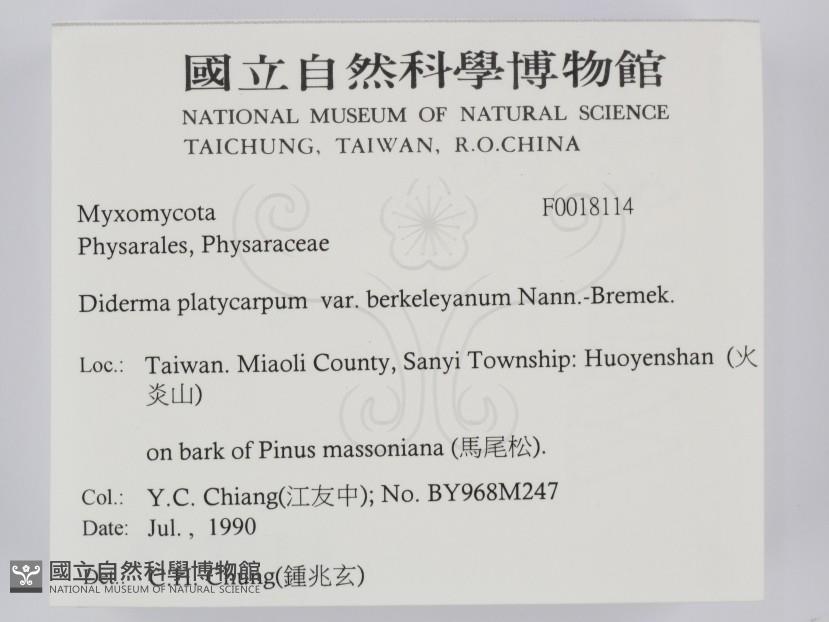 國立自然科學博物館
NATIONAL MUSEUM OF NATURAL SCIENCE
TAICHUNG, TAIWAN, R.O.CHINA
Myxomycota F0018114
Physarales, Physaraceae
Diderma platycarpum var. berkeleyanum Nann.-Bremek.
Loc.: Taiwan. Miaoli County, Sanyi Township: Huoyenshan (火
炎山)
on bark of Pinus massoniana (馬尾松).
Col.: Y.C. Chiang(江友中); No. BY968M247
Date: Jul. , 1990
Det.: C.H. Chung(鍾兆玄)
國立自然科學博物館
NATIONAL MUSEUM OF NATURAL SCIENCE